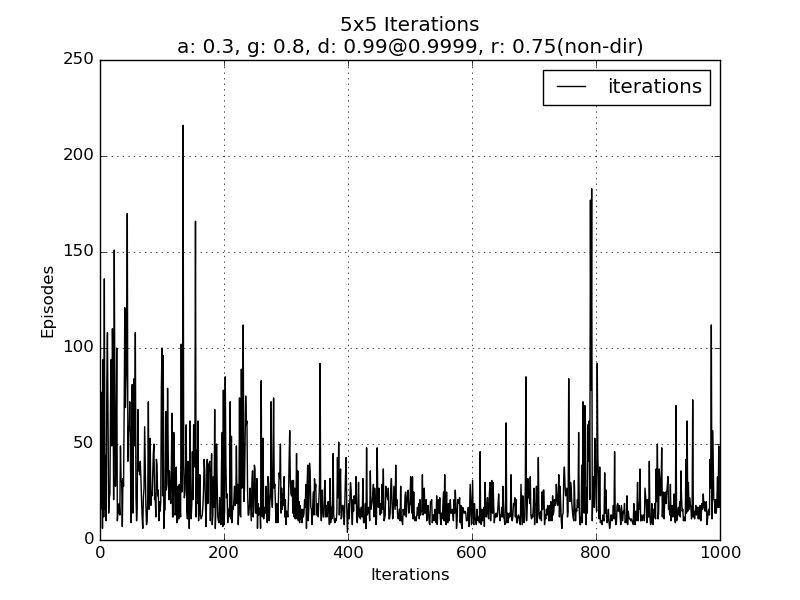 5x5 Iterations
a: 0.3, g: 0.8, d: 0.99@0.9999, r: 0.75(non-dir)
250
200
150
100
50
0
Episodes
iterations
0 200 400 600 800 1000
Iterations